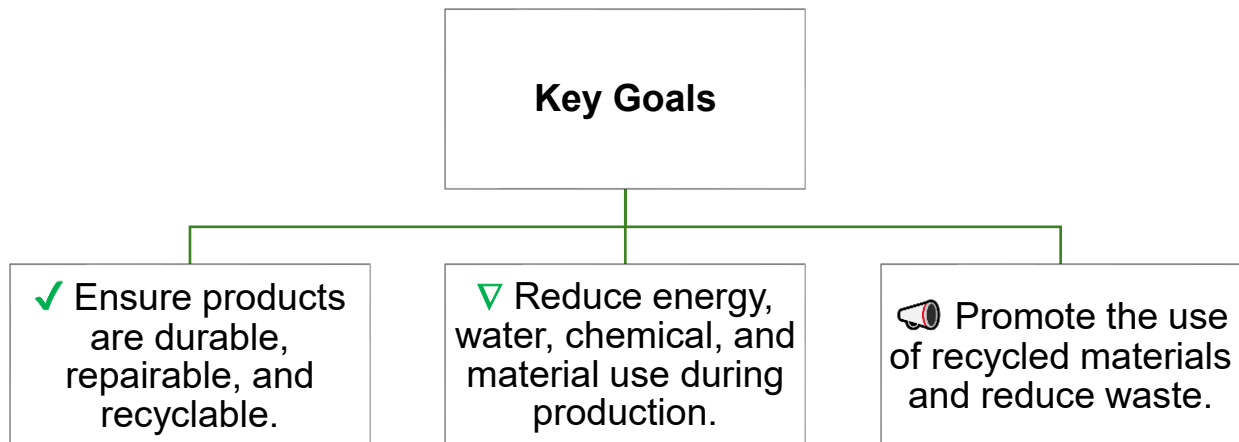 Key Goals
✓ Ensure products
are durable,
repairable, and
recyclable.
∇ Reduce energy,
water, chemical, and
material use during
production.
Promote the use
of recycled materials
and reduce waste.